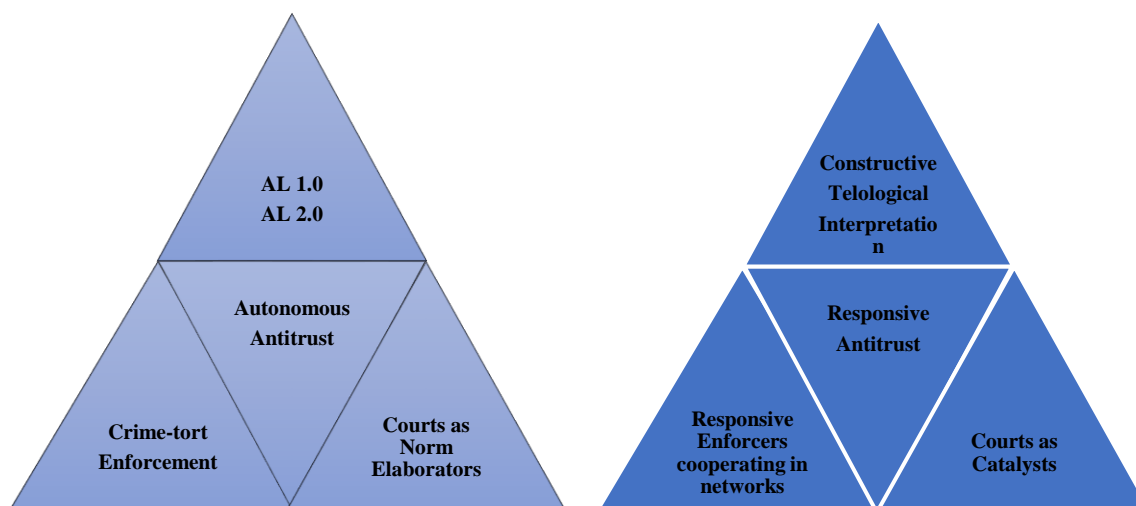 AL 1.0
AL 2.0
Autonomous
Antitrust
Crime-tort
Enforcement
Courts as
Norm
Elaborators
Constructive
Telological
Interpretatio
n
Responsive
Antitrust
Responsive
Enforcers
cooperating in
networks
Courts as
Catalysts